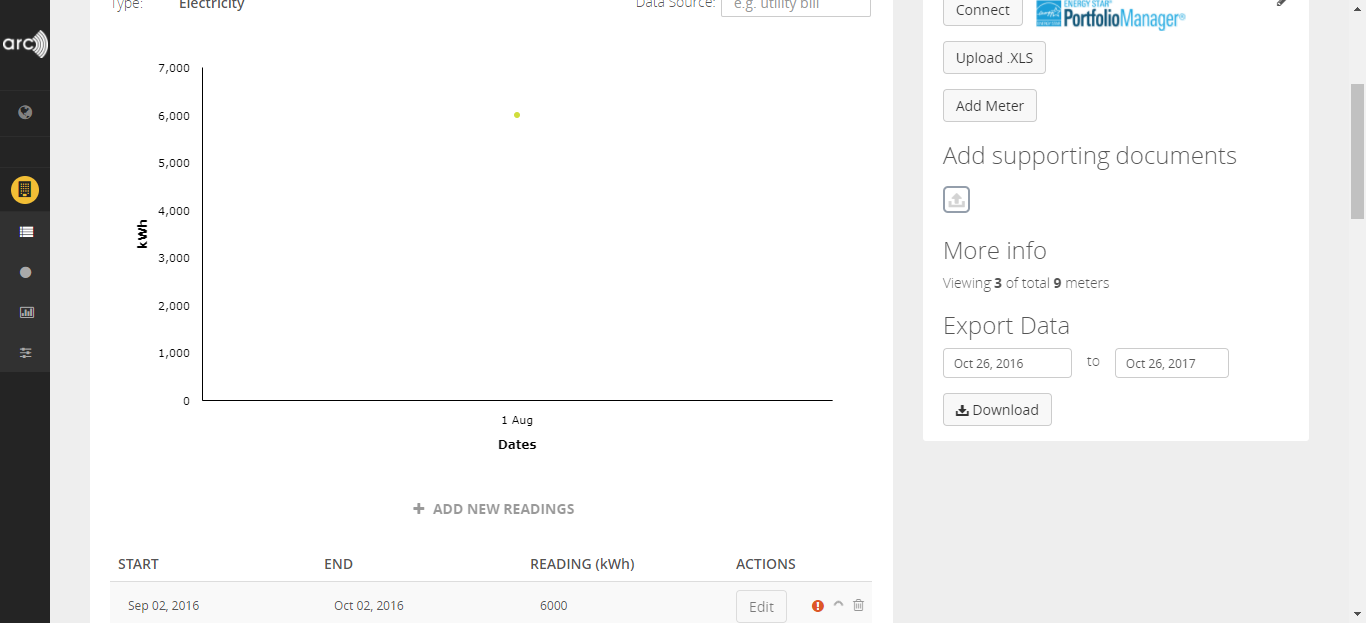 arc
Type: Electricity
Data Source: e.g. utility bill
7,000
6,000
5,000
4,000
3,000
2,000
1,000
0
kWh
1 Aug
Dates
+ ADD NEW READINGS
START END READING (kWh) ACTIONS
Sep 02, 2016 Oct 02, 2016 6000 Edit
Connect
ENERGY STAR®
PortfolioManager®
Upload .XLS
Add Meter
Add supporting documents
More info
Viewing 3 of total 9 meters
Export Data
Oct 26, 2016 to Oct 26, 2017
Download